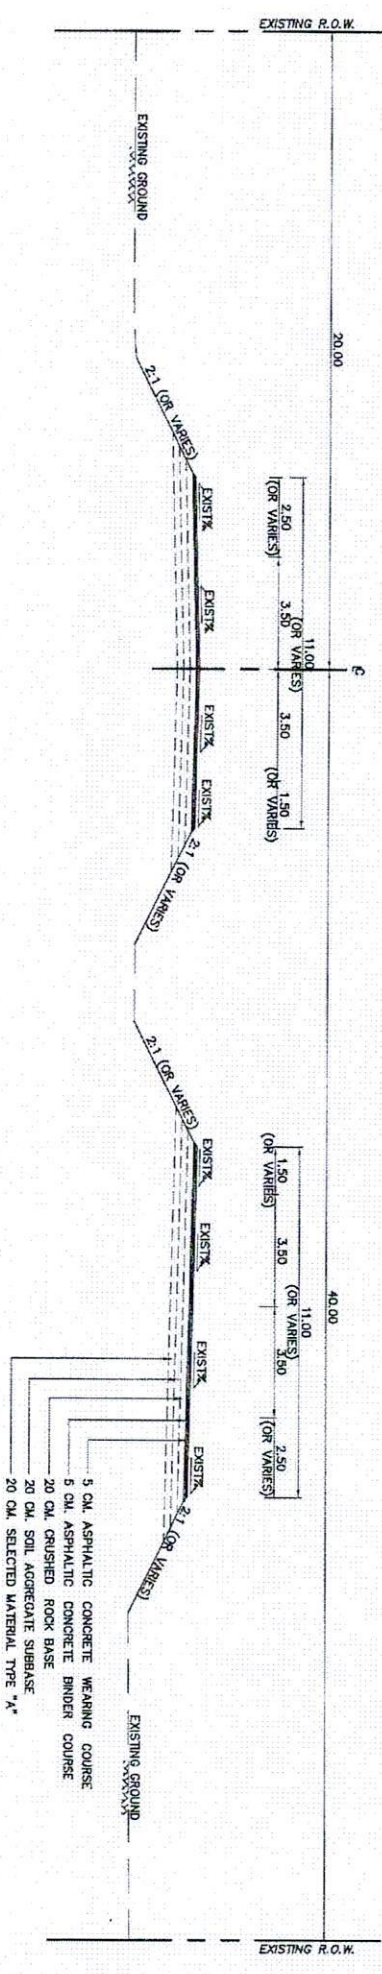 EXISTING R.O.W.
EXISTING GROUND
20.00
2:1 (OR VARIES)
EXIST%
2.50
(OR VARIES)
EXIST%
3.50
11.00
(OR VARIES)
℄
EXIST%
3.50
EXIST%
1.50
(OR VARIES)
2:1 (OR VARIES)
2:1 (OR VARIES)
EXIST%
1.50
(OR VARIES)
EXIST%
3.50
40.00
11.00
(OR VARIES)
EXIST%
3.50
EXIST%
2.50
(OR VARIES)
2:1 (OR VARIES)
5 CM. ASPHALTIC CONCRETE WEARING COURSE
5 CM. ASPHALTIC CONCRETE BINDER COURSE
20 CM. CRUSHED ROCK BASE
20 CM. SOIL AGGREGATE SUBBASE
20 CM. SELECTED MATERIAL TYPE "A"
EXISTING GROUND
EXISTING R.O.W.